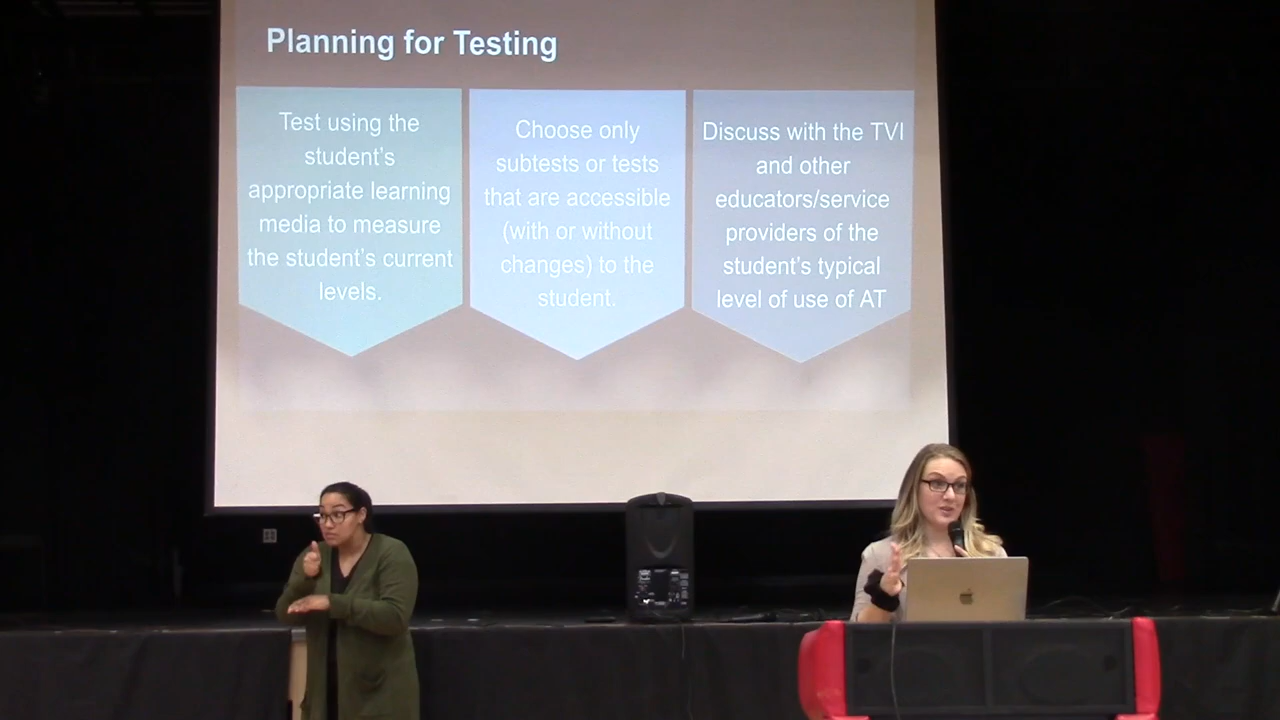 Planning for Testing
Test using the
student's
appropriate learning
media to measure
the student's current
levels.
Choose only
subtests or tests
that are accessible
(with or without
changes) to the
student.
Discuss with the TVI
and other
educators/service
providers of the
student's typical
level of use of AT